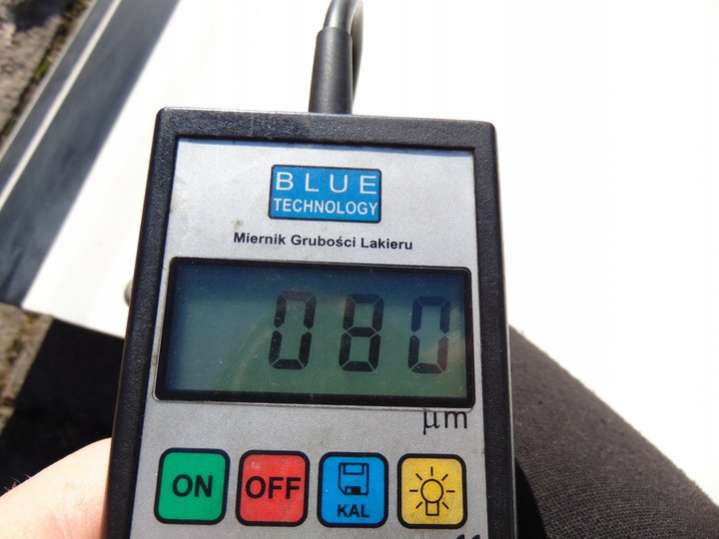 BLUE
TECHNOLOGY
Miernik Grubości Lakieru
080
µm
ON OFF KAL